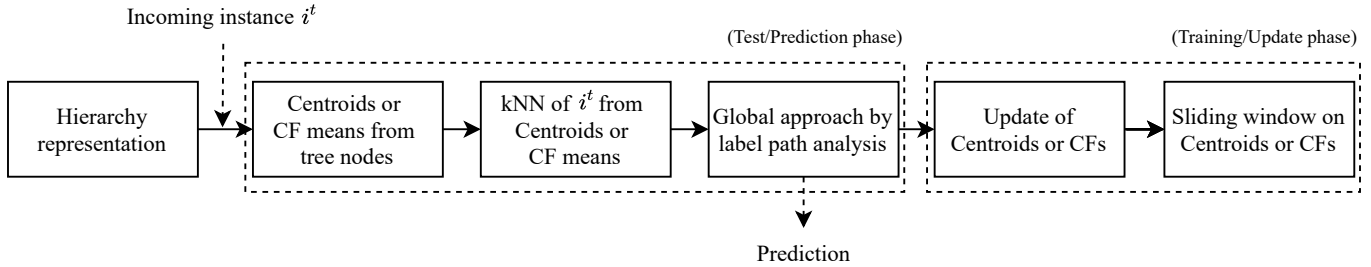 Incoming instance i^t
(Test/Prediction phase)
(Training/Update phase)
Hierarchy
representation
Centroids or
CF means from
tree nodes
kNN of i^t from
Centroids or
CF means
Global approach by
label path analysis
Update of
Centroids or CFs
Sliding window on
Centroids or CFs
Prediction